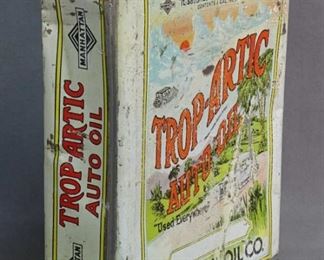 MANHATTAN
TROP-ARTIC
AUTO OIL
TROP-ARTIC
AUTO OIL
"Used Everywhere
OIL CO.